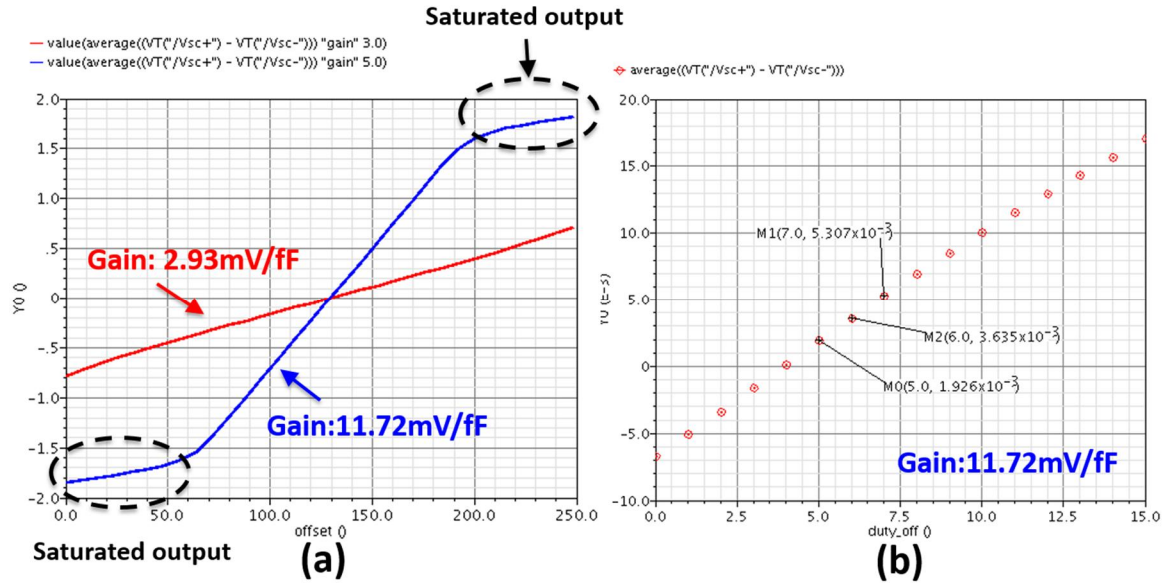 Saturated output
value(average((VT("/Vsc+") - VT("/Vsc-"))) "gain" 3.0)
value(average((VT("/Vsc+") - VT("/Vsc-"))) "gain" 5.0)
2.0
1.5
1.0
.5
0
-.5
-1.0
-1.5
-2.0
Y0 ()
Gain: 2.93mV/fF
Gain:11.72mV/fF
0.0
50.0
100.0
150.0
200.0
250.0
offset ()
Saturated output
(a)
average((VT("/Vsc+") - VT("/Vsc-")))
20.0
15.0
10.0
5.0
0
-5.0
-10.0
M1(7.0, 5.307x10⁻³)
M2(6.0, 3.635x10⁻³)
M0(5.0, 1.926x10⁻³)
Gain:11.72mV/fF
0.0
2.5
5.0
7.5
10.0
12.5
15.0
duty_off ()
(b)